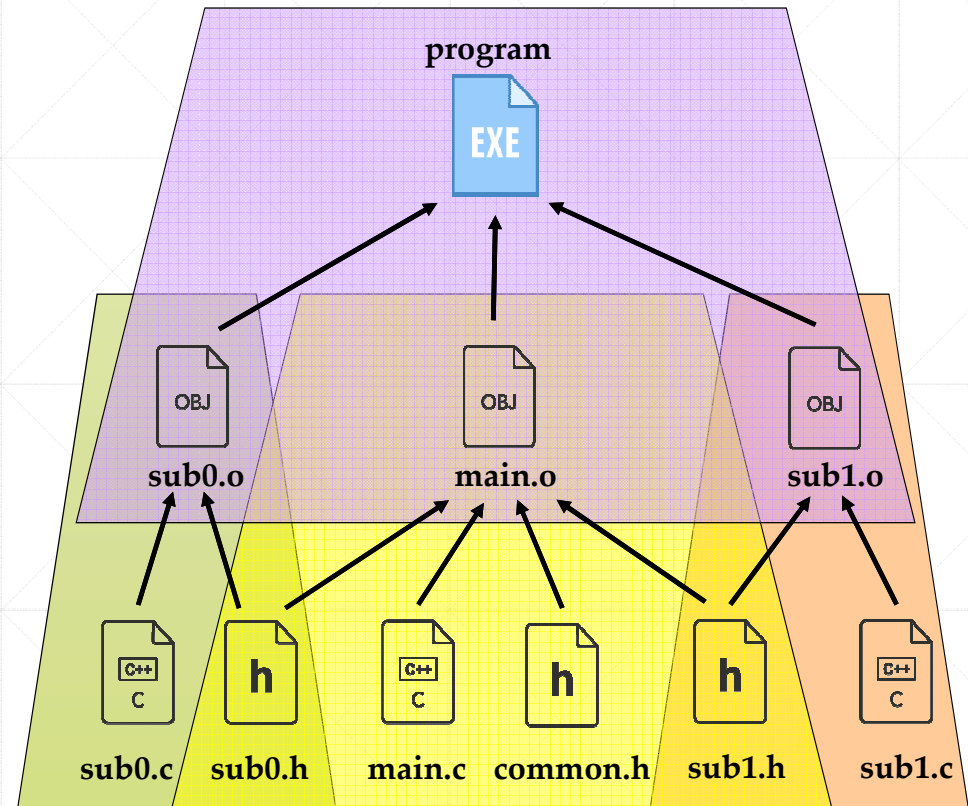 program
EXE
OBJ
OBJ
OBJ
sub0.o
main.o
sub1.o
C++
C
h
C++
C
h
h
C++
C
sub0.c
sub0.h
main.c
common.h
sub1.h
sub1.c